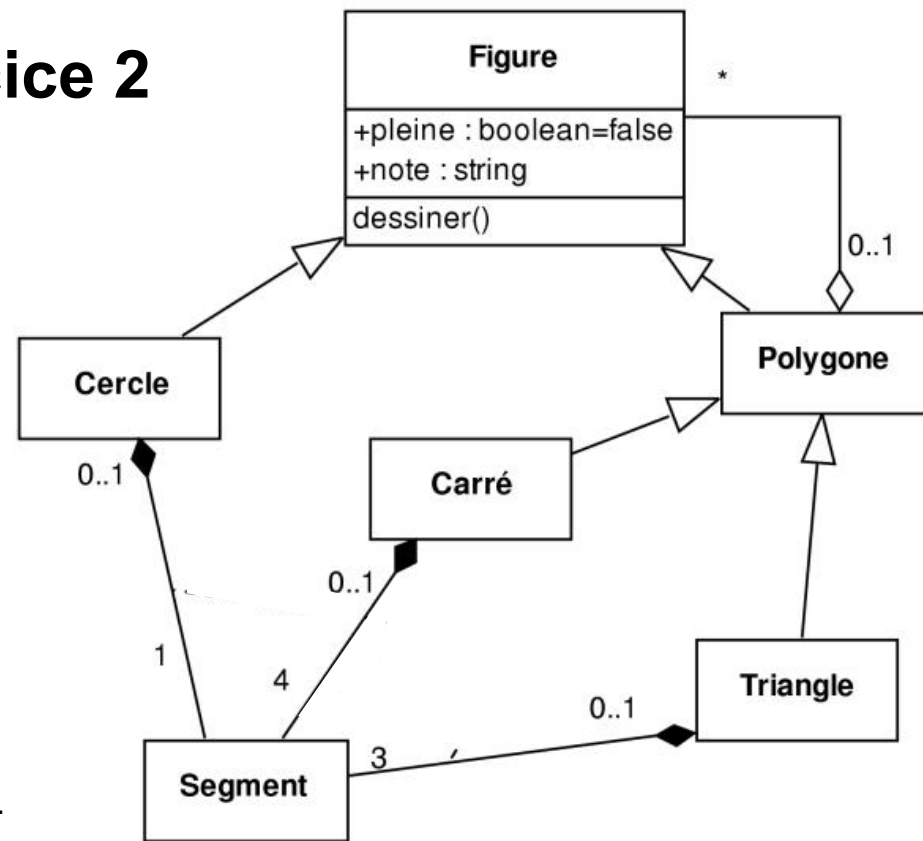 cice 2
Figure
*
+pleine : boolean=false
+note : string
dessiner()
0..1
Cercle
Polygone
0..1
Carré
0..1
1
4
Triangle
0..1
3
Segment